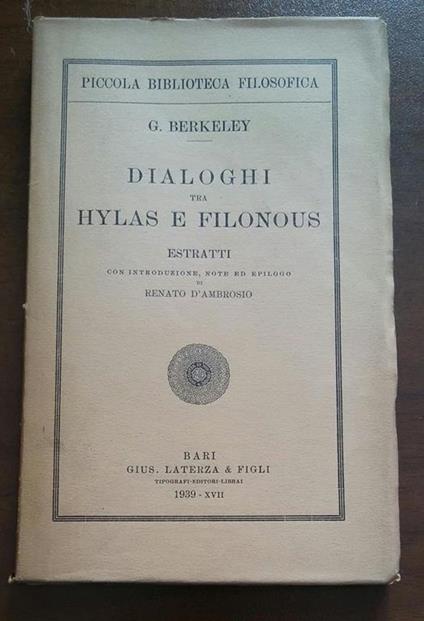 PICCOLA BIBLIOTECA FILOSOFICA
G. BERKELEY
DIALOGHI
TRA
HYLAS E FILONOUS
ESTRATTI
CON INTRODUZIONE, NOTE ED EPILOGO
DI
RENATO D'AMBROSIO
BARI
GIUS. LATERZA & FIGLI
TIPOGRAFI-EDITORI-LIBRAI
1939 - XVII